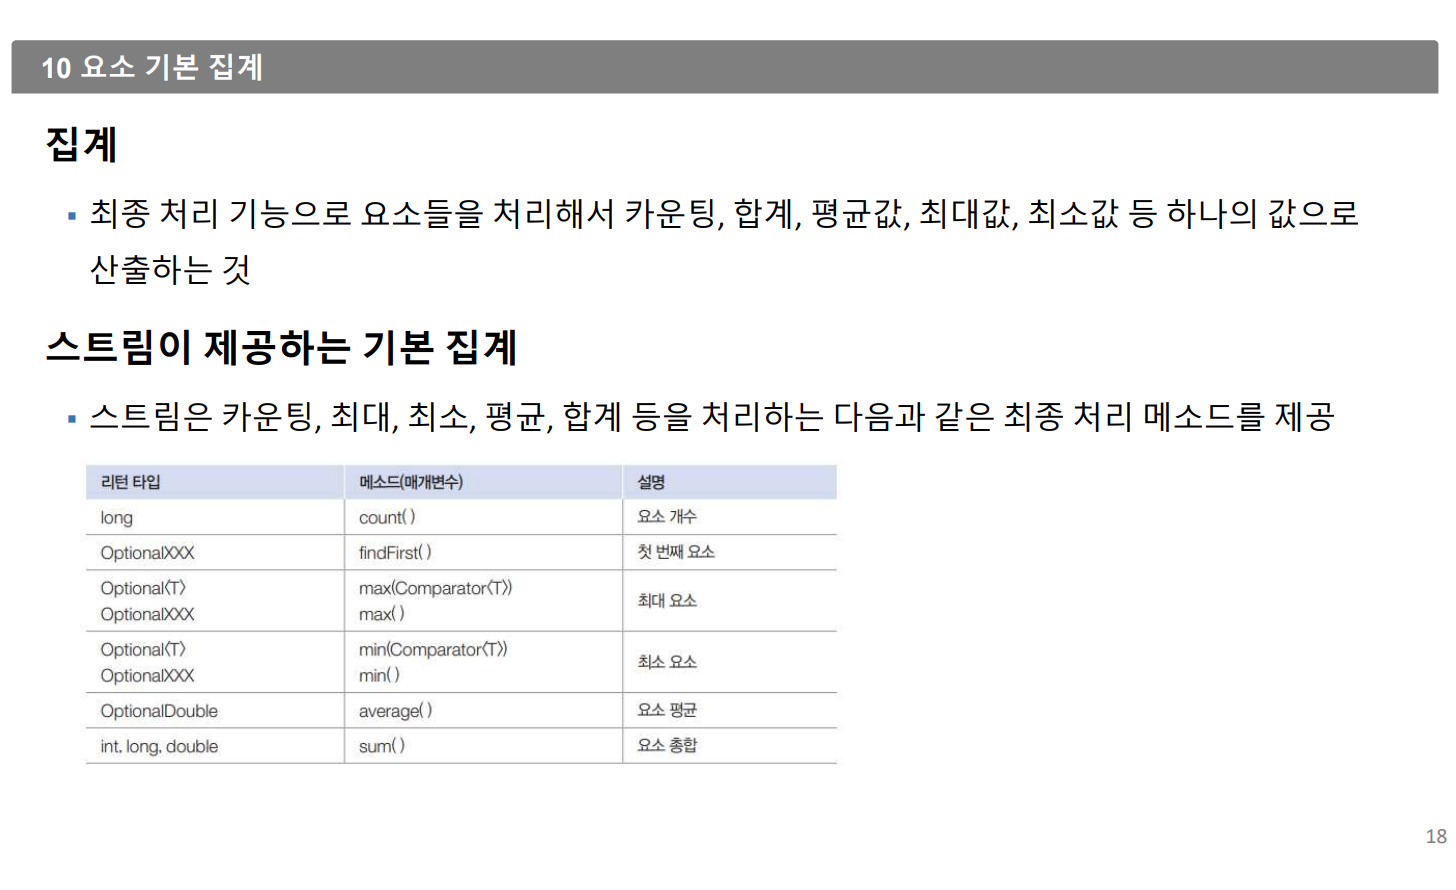 10 요소 기본 집계
집계
▪ 최종 처리 기능으로 요소들을 처리해서 카운팅, 합계, 평균값, 최대값, 최소값 등 하나의 값으로
산출하는 것
스트림이 제공하는 기본 집계
▪ 스트림은 카운팅, 최대, 최소, 평균, 합계 등을 처리하는 다음과 같은 최종 처리 메소드를 제공
리턴 타입 메소드(매개변수) 설명
long count( ) 요소 개수
OptionalXXX findFirst( ) 첫 번째 요소
Optional〈T〉 max(Comparator〈T〉)
OptionalXXX max( ) 최대 요소
Optional〈T〉 min(Comparator〈T〉)
OptionalXXX min( ) 최소 요소
OptionalDouble average( ) 요소 평균
int, long, double sum( ) 요소 총합
18